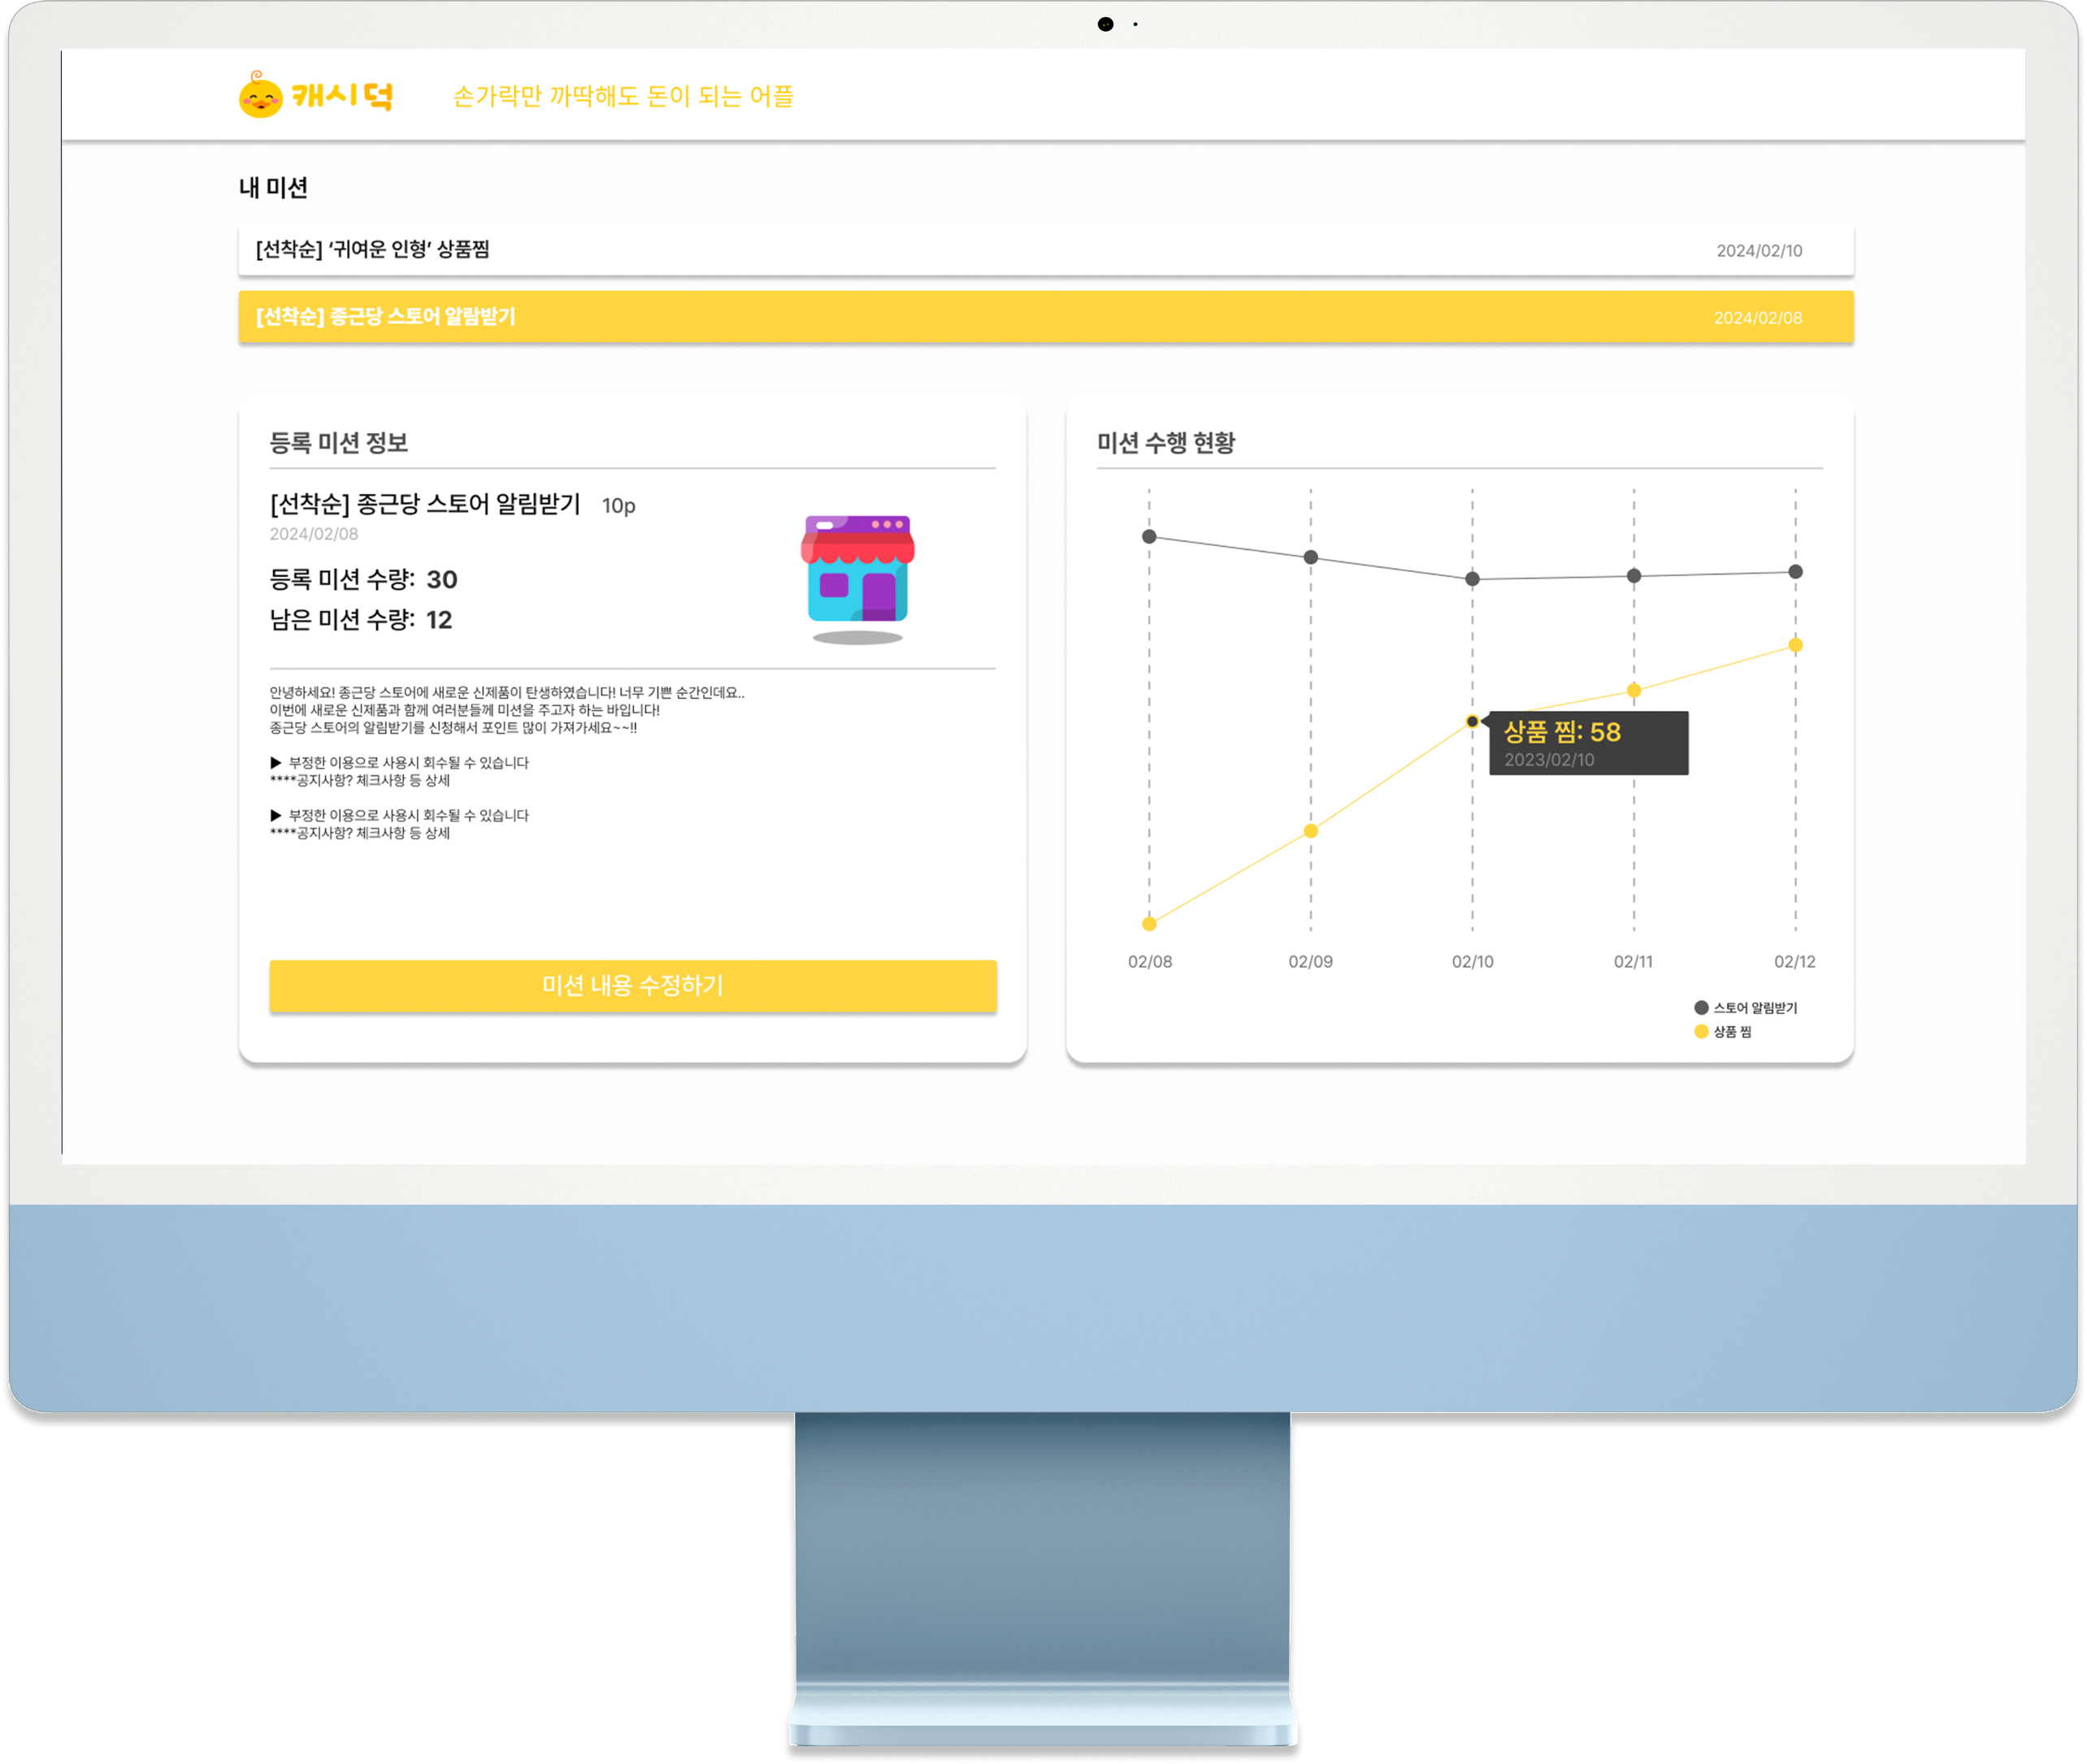 캐시덕
손가락만 까딱해도 돈이 되는 어플
내 미션
[선착순] ‘귀여운 인형’ 상품찜
2024/02/10
[선착순] 종근당 스토어 알람받기
2024/02/08
등록 미션 정보
[선착순] 종근당 스토어 알림받기 10p
2024/02/08
등록 미션 수량: 30
남은 미션 수량: 12
안녕하세요! 종근당 스토어에 새로운 신제품이 탄생하였습니다! 너무 기쁜 순간인데요..
이번에 새로운 신제품과 함께 여러분들께 미션을 주고자 하는 바입니다!
종근당 스토어의 알림받기를 신청해서 포인트 많이 가져가세요~~!!
▶ 부정한 이용으로 사용시 회수될 수 있습니다
****공지사항? 체크사항 등 상세
▶ 부정한 이용으로 사용시 회수될 수 있습니다
****공지사항? 체크사항 등 상세
미션 내용 수정하기
미션 수행 현황
상품 찜: 58
2023/02/10
02/08 02/09 02/10 02/11 02/12
스토어 알림받기
상품 찜